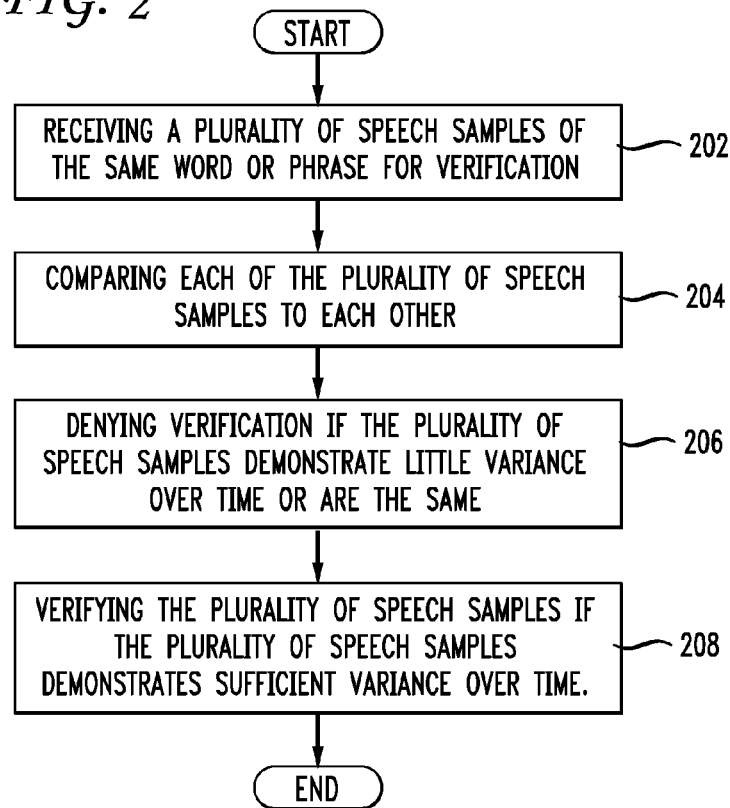 FIG. 2
START
RECEIVING A PLURALITY OF SPEECH SAMPLES OF
THE SAME WORD OR PHRASE FOR VERIFICATION
202
COMPARING EACH OF THE PLURALITY OF SPEECH
SAMPLES TO EACH OTHER
204
DENYING VERIFICATION IF THE PLURALITY OF
SPEECH SAMPLES DEMONSTRATE LITTLE VARIANCE
OVER TIME OR ARE THE SAME
206
VERIFYING THE PLURALITY OF SPEECH SAMPLES IF
THE PLURALITY OF SPEECH SAMPLES
DEMONSTRATES SUFFICIENT VARIANCE OVER TIME.
208
END